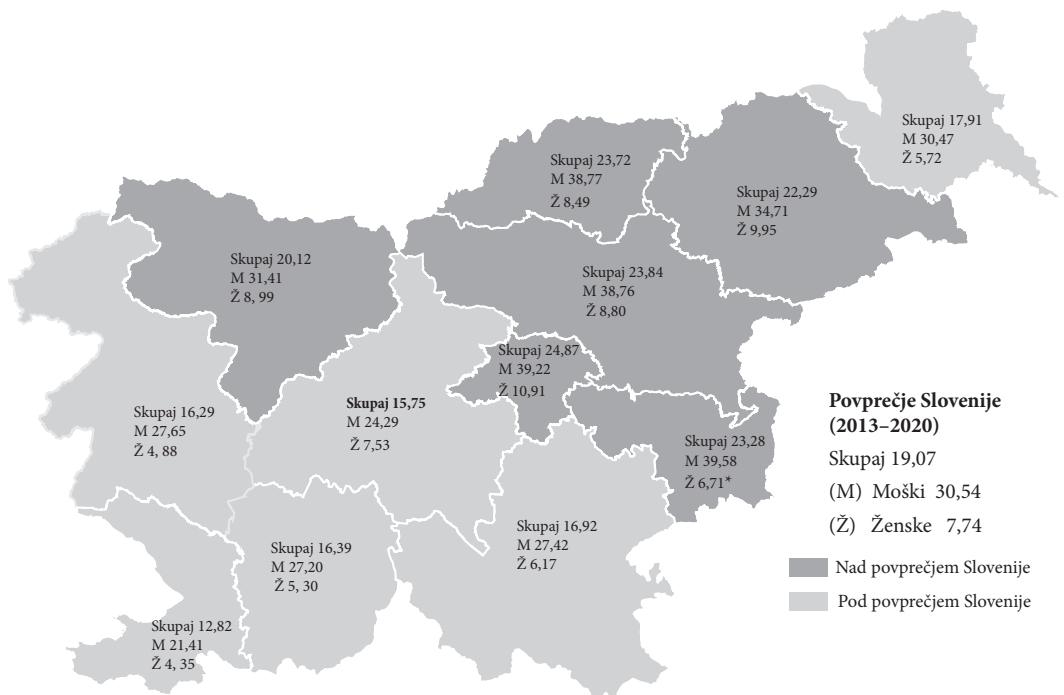 Skupaj 17,91
M 30,47
Ž 5,72
Skupaj 23,72
M 38,77
Ž 8,49
Skupaj 22,29
M 34,71
Ž 9,95
Skupaj 20,12
M 31,41
Ž 8, 99
Skupaj 23,84
M 38,76
Ž 8,80
Skupaj 24,87
M 39,22
Ž 10,91
Skupaj 16,29
M 27,65
Ž 4, 88
Skupaj 15,75
M 24,29
Ž 7,53
Skupaj 23,28
M 39,58
Ž 6,71*
Skupaj 16,92
M 27,42
Ž 6,17
Skupaj 16,39
M 27,20
Ž 5, 30
Skupaj 12,82
M 21,41
Ž 4, 35
Povprečje Slovenije
(2013–2020)
Skupaj 19,07
(M) Moški 30,54
(Ž) Ženske 7,74
Nad povprečjem Slovenije
Pod povprečjem Slovenije